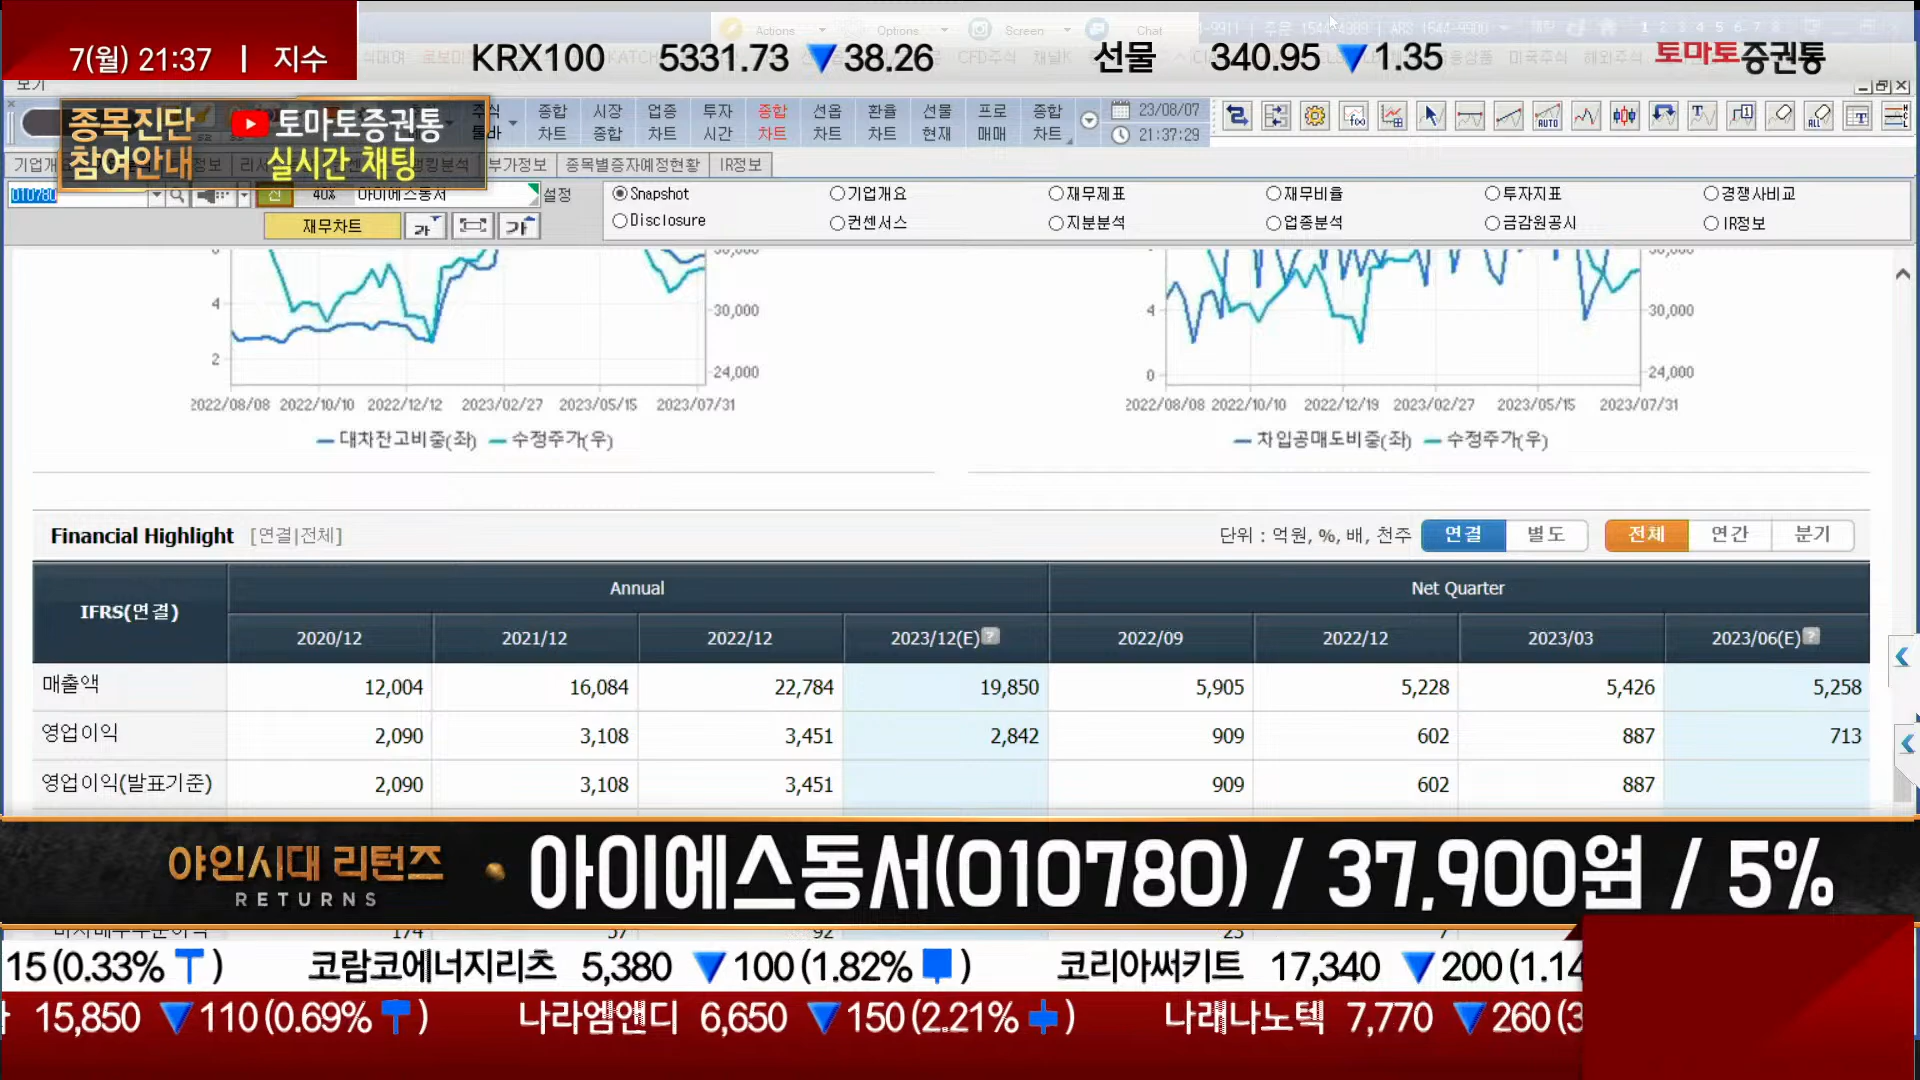 7(월) 21:37 | 지수
KRX100 5331.73 ▼38.26
선물 340.95 ▼1.35
토마토증권통
Actions Options Screen Chat
보기
종목진단
참여안내
토마토증권통
실시간 채팅
종합 시장 업종 투자 종합 선옵 환율 선물 프로 종합
차트 종합 차트 시간 차트 차트 차트 현재 매매 차트
23/08/07
21:37:29
부가정보 종목별증자예정현황 IR정보
010780 신 40% 아이에스동서 설정
재무차트
Snapshot 기업개요 재무제표 재무비율 투자지표 경쟁사비교
Disclosure 컨센서스 지분분석 업종분석 금감원공시 IR정보
4 30,000
2 24,000
2022/08/08 2022/10/10 2022/12/12 2023/02/27 2023/05/15 2023/07/31
대차잔고비중(좌) 수정주가(우)
4 30,000
0 24,000
2022/08/08 2022/10/10 2022/12/19 2023/02/27 2023/05/15 2023/07/31
차입공매도비중(좌) 수정주가(우)
Financial Highlight [연결|전체]
단위 : 억원, %, 배, 천주 연결 별도 전체 연간 분기
IFRS(연결) Annual Net Quarter
2020/12 2021/12 2022/12 2023/12(E) 2022/09 2022/12 2023/03 2023/06(E)
매출액 12,004 16,084 22,784 19,850 5,905 5,228 5,426 5,258
영업이익 2,090 3,108 3,451 2,842 909 602 887 713
영업이익(발표기준) 2,090 3,108 3,451 909 602 887
야인시대 리턴즈
RETURNS
아이에스동서(010780) / 37,900원 / 5%
15(0.33%) 코람코에너지리츠 5,380 ▼100(1.82%) 코리아써키트 17,340 ▼200(1.14
15,850 ▼110(0.69%) 나라엠앤디 6,650 ▼150(2.21%) 나래나노텍 7,770 ▼260(3